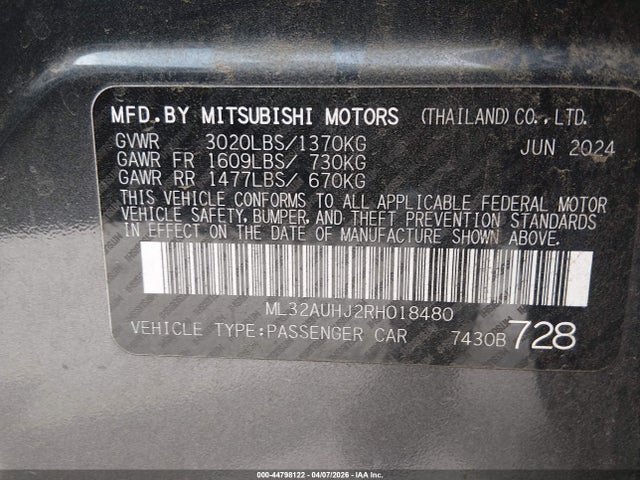 MFD.BY MITSUBISHI MOTORS (THAILAND) CO., LTD.
GVWR 3020LBS/1370KG JUN 2024
GAWR FR 1609LBS/ 730KG
GAWR RR 1477LBS/ 670KG
THIS VEHICLE CONFORMS TO ALL APPLICABLE FEDERAL MOTOR
VEHICLE SAFETY, BUMPER, AND THEFT PREVENTION STANDARDS
IN EFFECT ON THE DATE OF MANUFACTURE SHOWN ABOVE.
ML32AUHJ2RH018480
VEHICLE TYPE:PASSENGER CAR 7430B 728
000-44798122 - 04/07/2026 - IAA Inc.